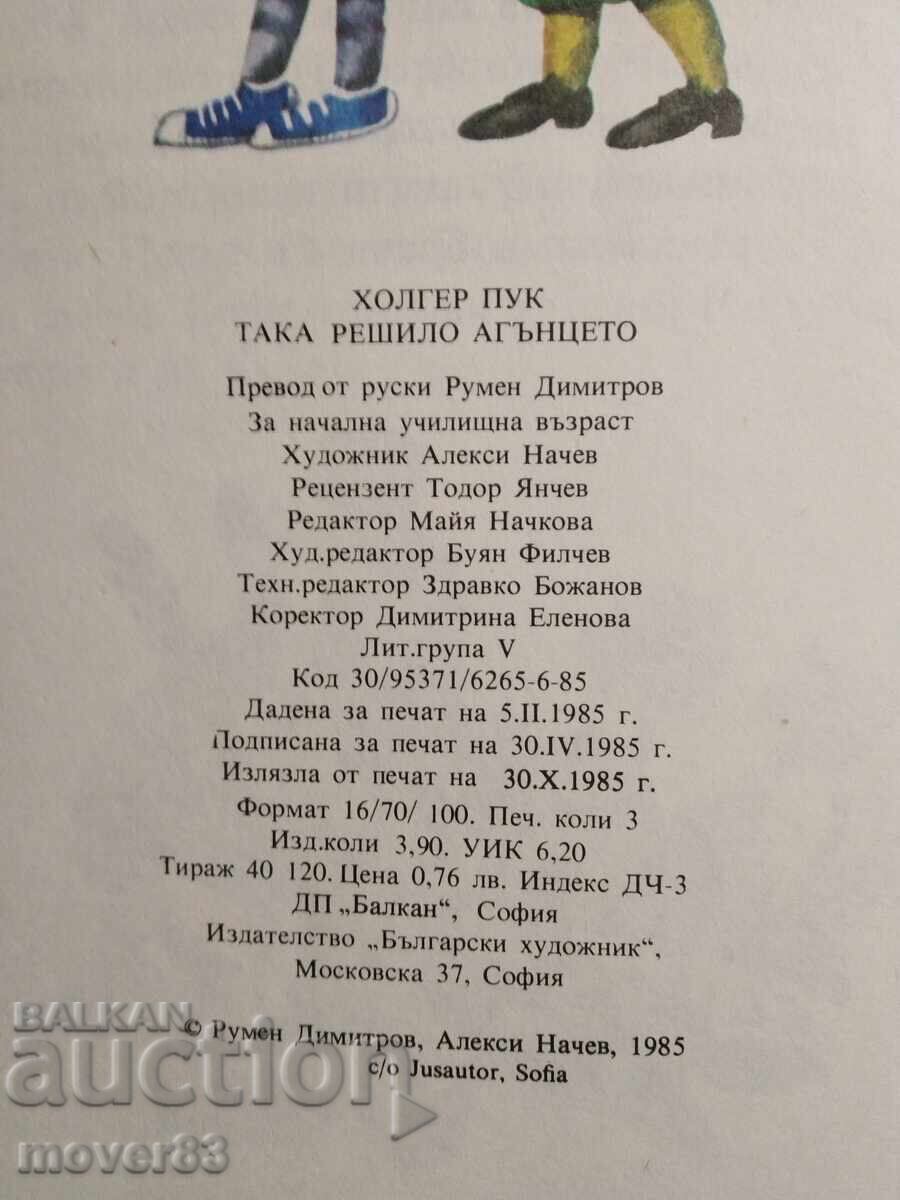 ХОЛГЕР ПУК
ТАКА РЕШИЛО АГЪНЦЕТО
Превод от руски Румен Димитров
За начална училищна възраст
Художник Алекси Начев
Рецензент Тодор Янчев
Редактор Майя Начкова
Худ.редактор Буян Филчев
Техн.редактор Здравко Божанов
Коректор Димитрина Еленова
Лит.група V
Код 30/95371/6265-6-85
Дадена за печат на 5.II.1985 г.
Подписана за печат на 30.IV.1985 г.
Излязла от печат на 30.X.1985 г.
Формат 16/70/ 100. Печ. коли 3
Изд.коли 3,90. УИК 6,20
Тираж 40 120. Цена 0,76 лв. Индекс ДЧ-3
ДП „Балкан“, София
Издателство „Български художник“,
Московска 37, София
© Румен Димитров, Алекси Начев, 1985
c/o Jusautor, Sofia
BALKAN
auction
mover83